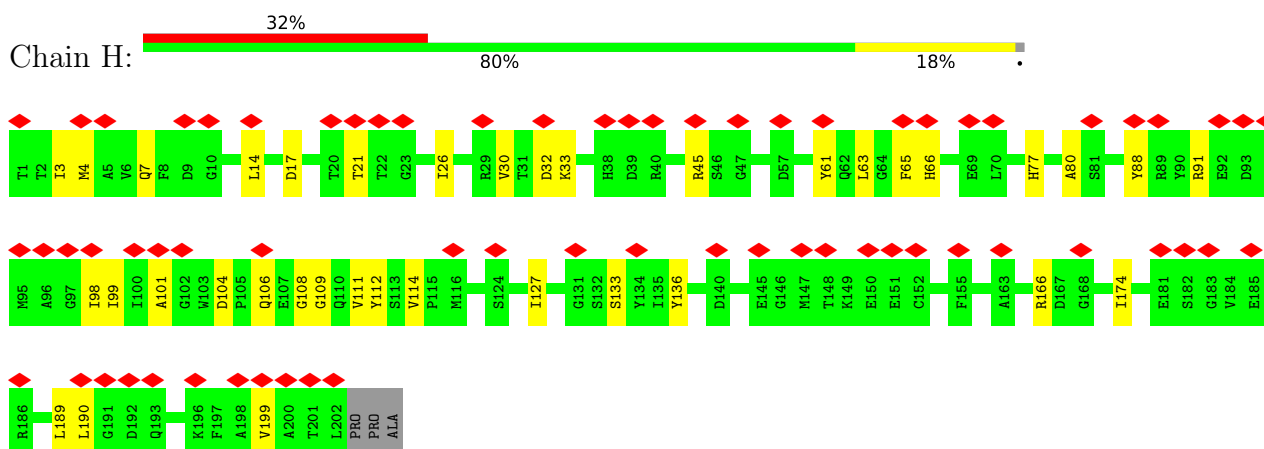 32%
Chain H:
80% 18% •
T1 T2 I3 M4 A5 V6 Q7 F8 D9 G10 L14 D17 T20 T21 T22 G23 I26 R29 V30 T31 D32 K33 H38 D39 R40 R45 S46 G47 D57 Y61 Q62 L63 G64 F65 H66 E69 L70 H77 A80 S81 Y88 R89 Y90 R91 E92 D93
M95 A96 G97 I98 I99 I100 A101 G102 W103 D104 P105 Q106 E107 G108 G109 Q110 V111 Y112 S113 V114 P115 M116 S124 I127 G131 S132 S133 Y134 I135 Y136 D140 E145 G146 M147 T148 K149 E150 E151 C152 F155 A163 R166 D167 G168 I174 E181 S182 G183 V184 E185
R186 L189 L190 G191 D192 Q193 K196 F197 A198 V199 A200 T201 L202 PRO PRO ALA